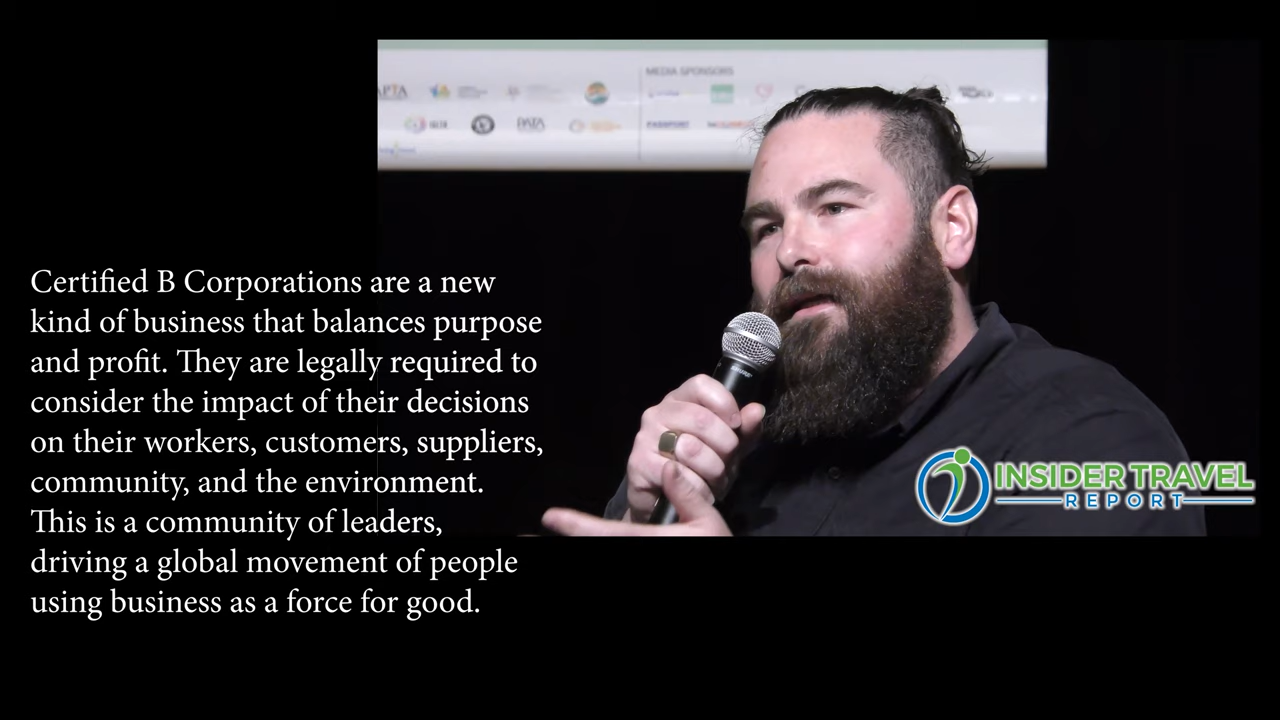 MEDIA SPONSORS
PATA
PASSPORT
SHURE
Certified B Corporations are a new
kind of business that balances purpose
and profit. They are legally required to
consider the impact of their decisions
on their workers, customers, suppliers,
community, and the environment.
This is a community of leaders,
driving a global movement of people
using business as a force for good.
INSIDER TRAVEL
REPORT